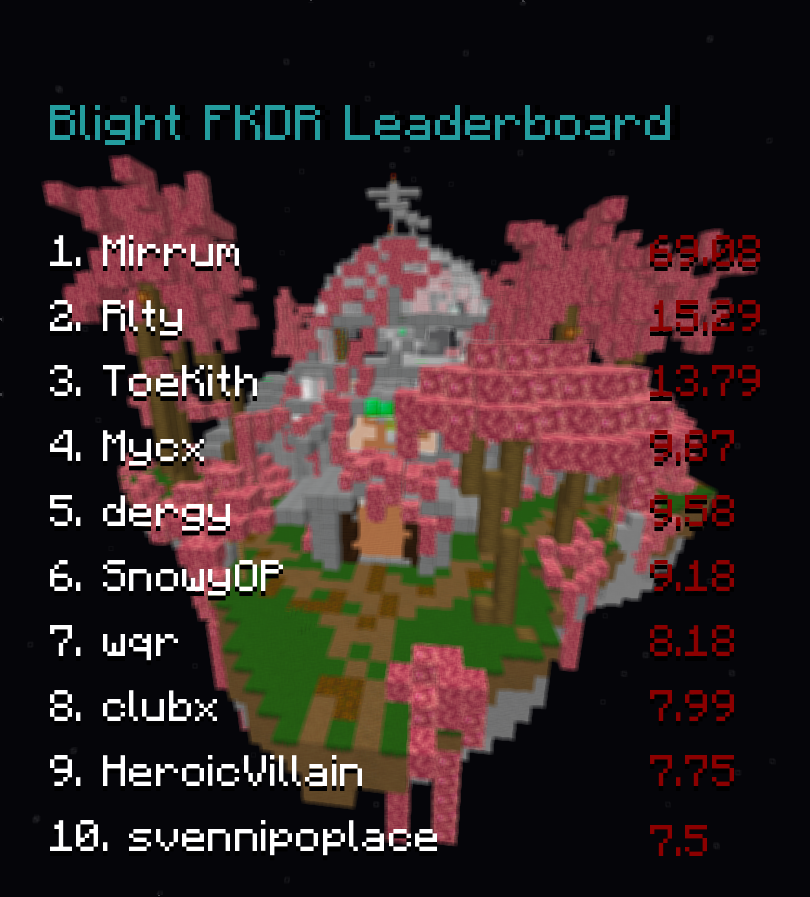 Blight FKDR Leaderboard
1. Mirrum 69.08
2. Rlty 15.29
3. ToeKith 13.79
4. Mycx 9.87
5. dergy 9.58
6. SnowyOP 9.18
7. wqr 8.18
8. clubx 7.99
9. HeroicVillain 7.75
10. svennipoplace 7.5